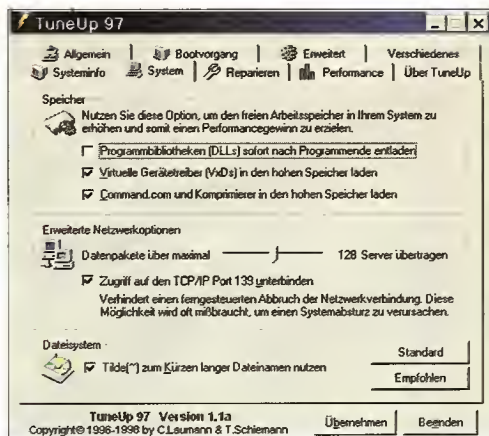 TuneUp 97
Allgemein Bootvorgang Erweitert Verschiedenes
Systeminfo System Reparieren Performance Über TuneUp
Speicher
Nutzen Sie diese Option, um den freien Arbeitsspeicher in Ihrem System zu
erhöhen und somit einen Performancegewinn zu erzielen.
Programmbibliotheken (DLLs) sofort nach Programmende entladen
Virtuelle Gerätetreiber (VxDs) in den hohen Speicher laden
Command.com und Komprimierer in den hohen Speicher laden
Erweiterte Netzwerkoptionen
Datenpakete über maximal 128 Server übertragen
Zugriff auf den TCP/IP Port 139 unterbinden
Verhindert einen ferngesteuerten Abbruch der Netzwerkverbindung. Diese
Möglichkeit wird oft mißbraucht, um einen Systemabsturz zu verursachen.
Dateisystem
Tilde(~) zum Kürzen langer Dateinamen nutzen
Standard
Empfohlen
TuneUp 97 Version 1.1a
Copyright© 1996-1998 by C.Laumann & T.Schiemann
Übernehmen Beenden